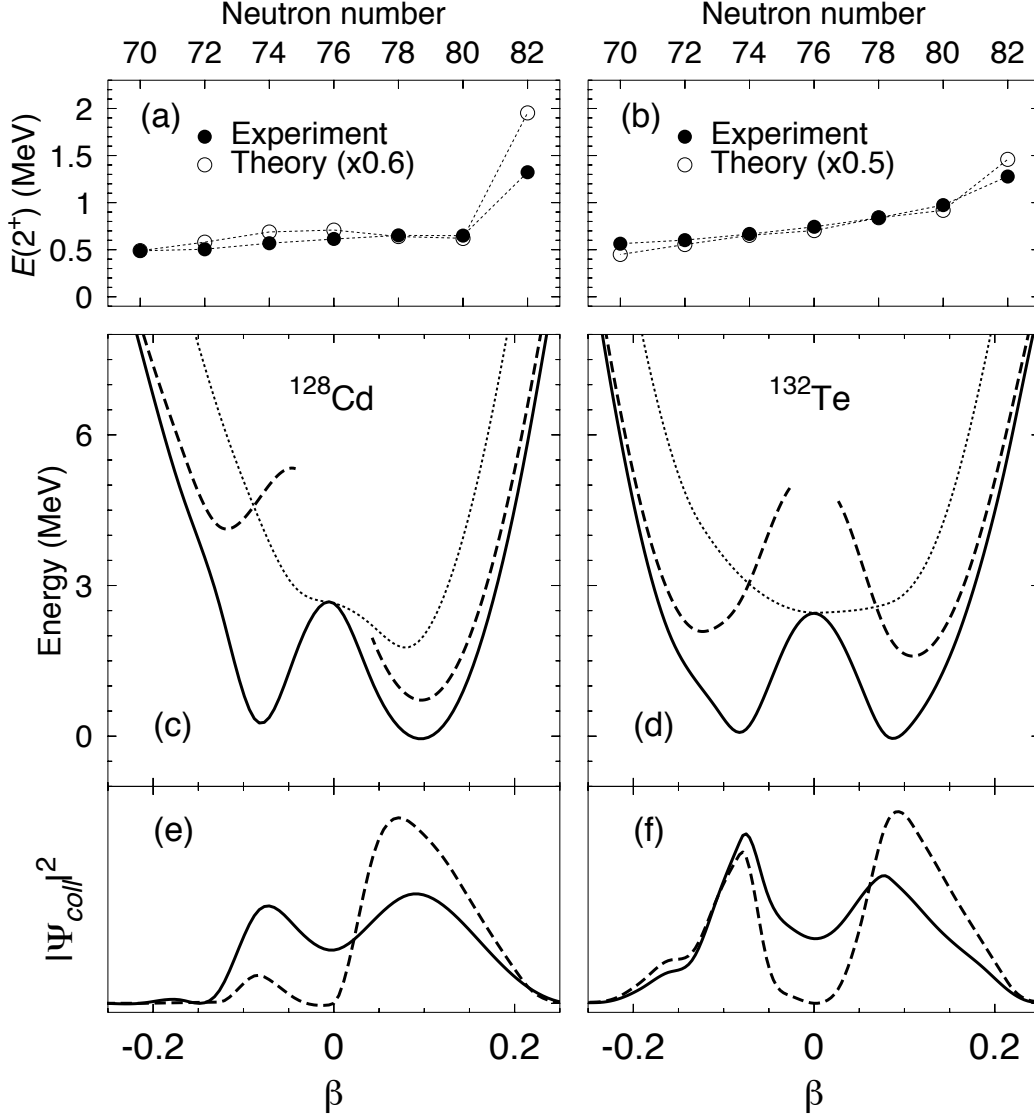 Neutron number Neutron number
70 72 74 76 78 80 82 70 72 74 76 78 80 82
E(2+) (MeV)
2
1.5
1
0.5
0
(a)
Experiment
Theory (x0.6)
(b)
Experiment
Theory (x0.5)
Energy (MeV)
6
3
0
128Cd
(c)
132Te
(d)
|Ψcoll|2
(e)
(f)
-0.2 0 0.2 -0.2 0 0.2
β β